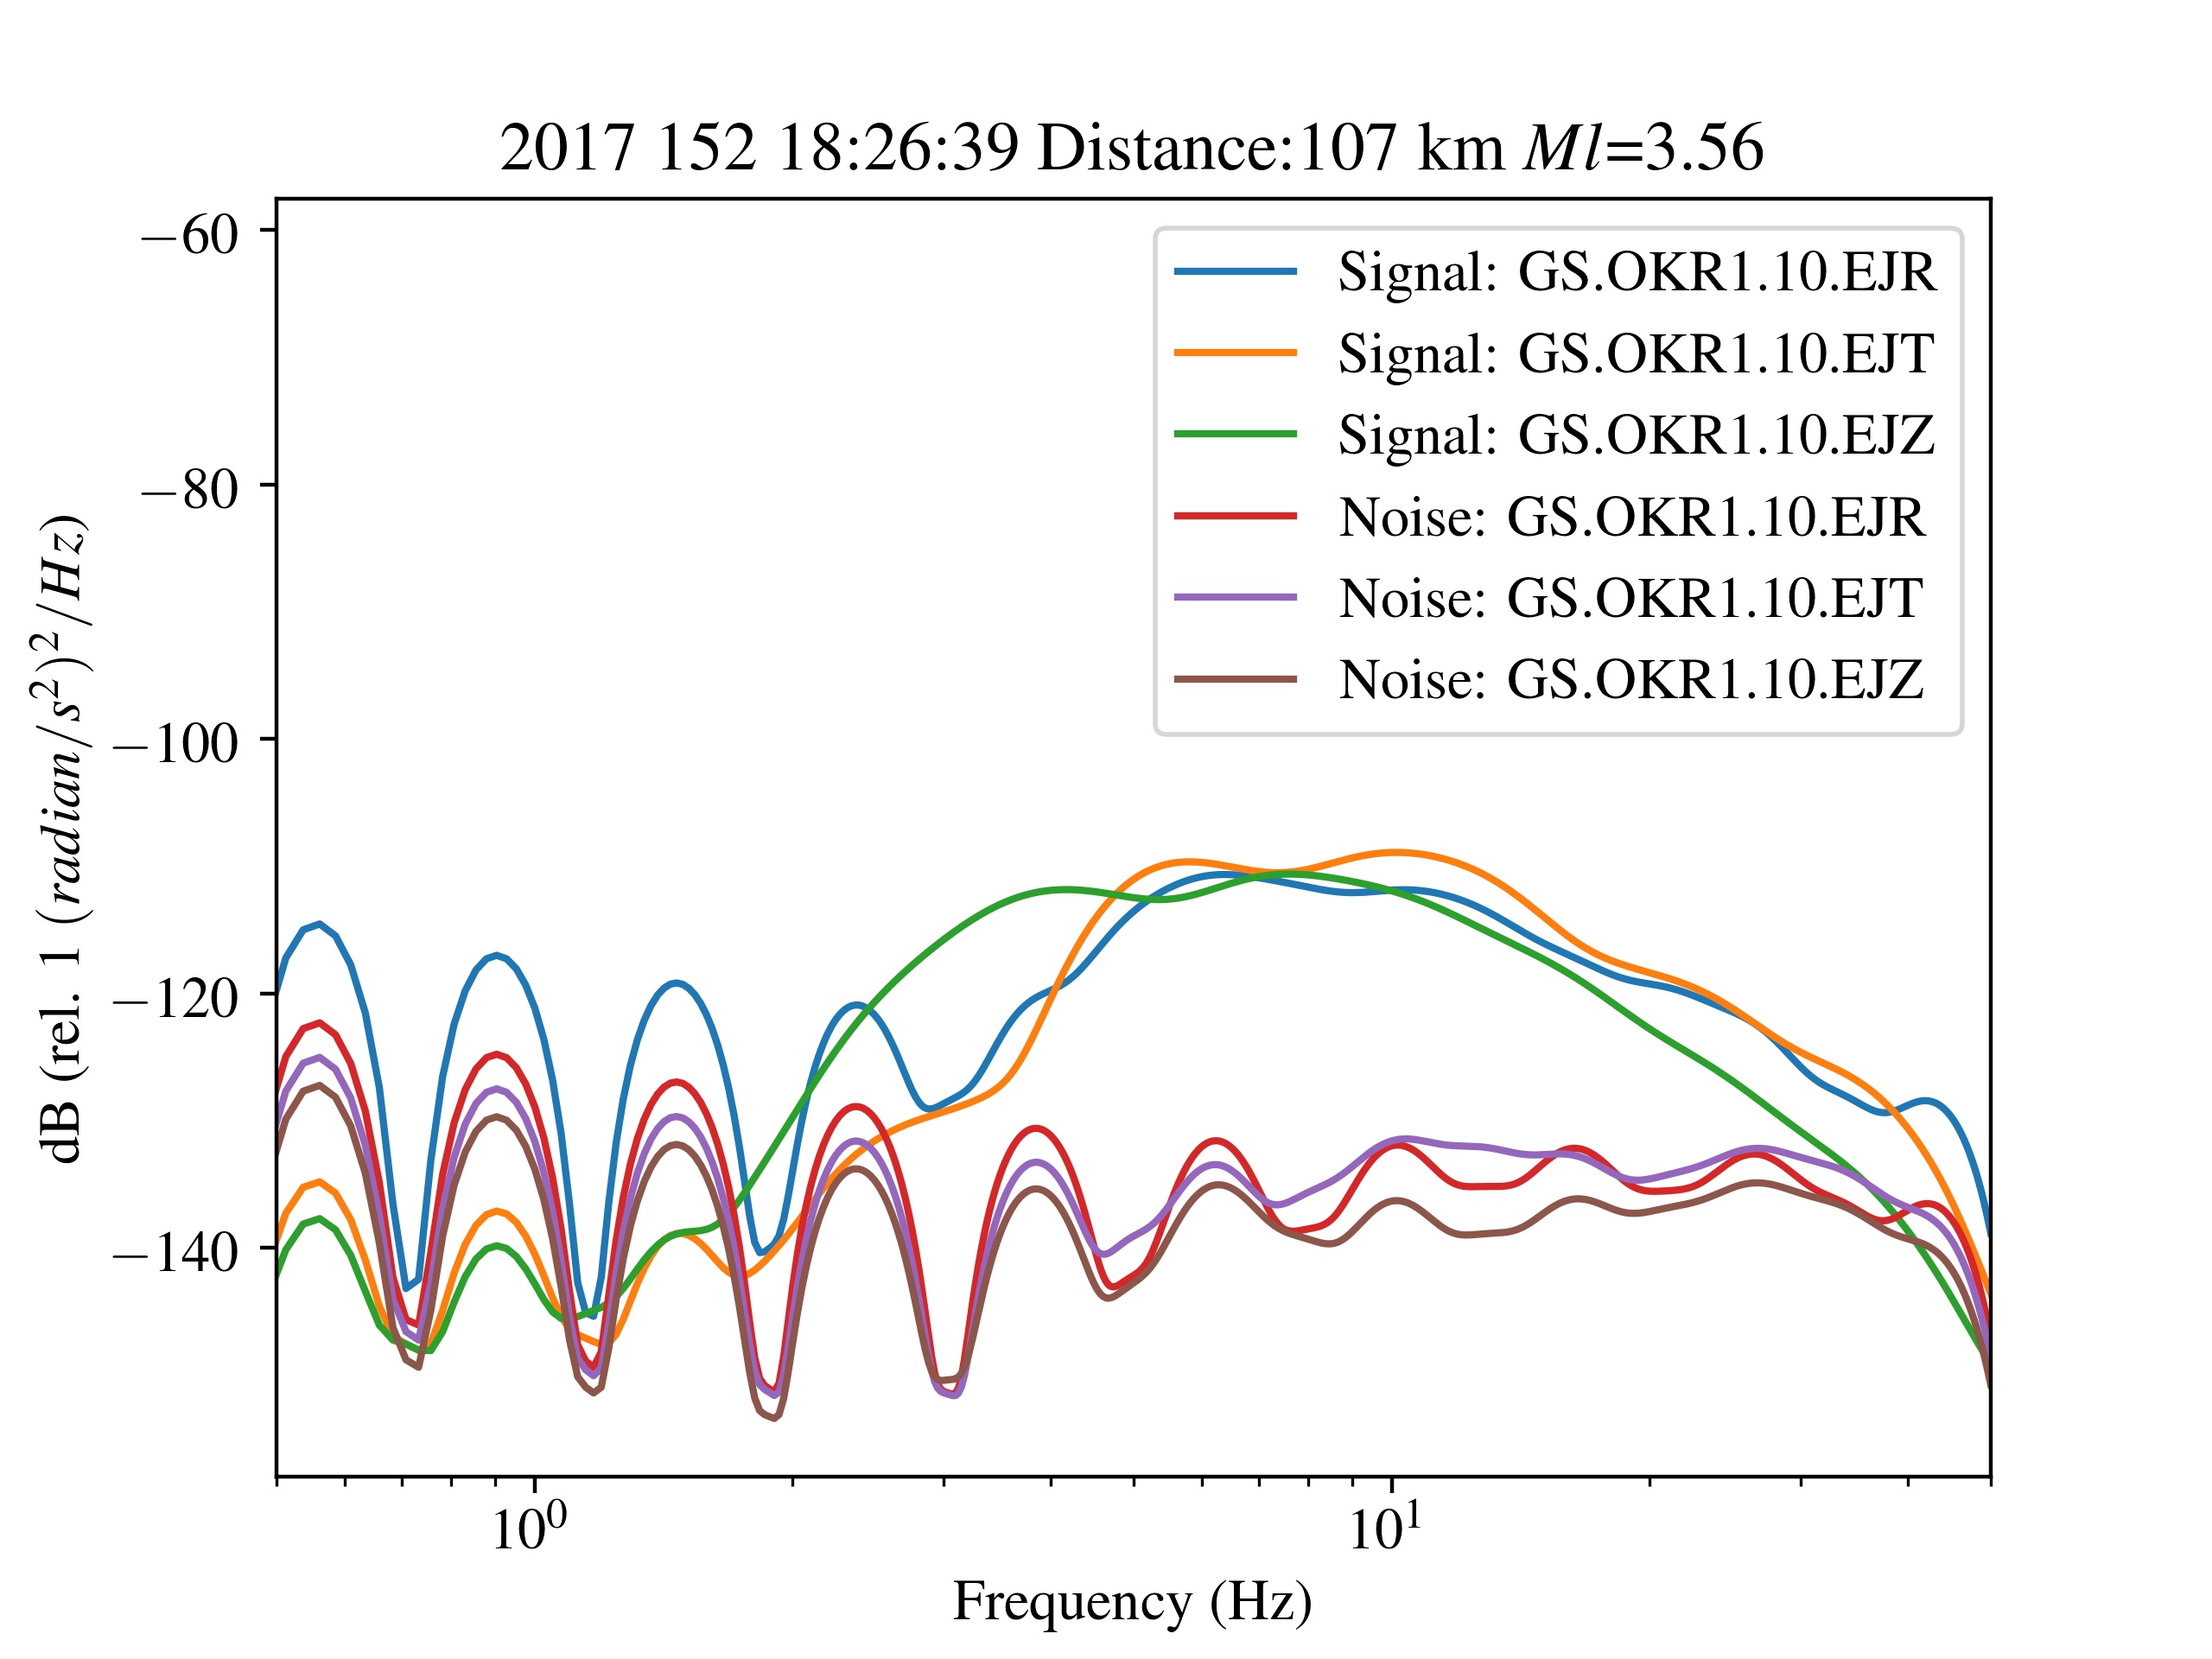 2017 152 18:26:39 Distance:107 km Ml=3.56
−60
−80
−100
−120
−140
dB (rel. 1 (radian/s²)²/Hz)
Signal: GS.OKR1.10.EJR
Signal: GS.OKR1.10.EJT
Signal: GS.OKR1.10.EJZ
Noise: GS.OKR1.10.EJR
Noise: GS.OKR1.10.EJT
Noise: GS.OKR1.10.EJZ
10⁰
10¹
Frequency (Hz)